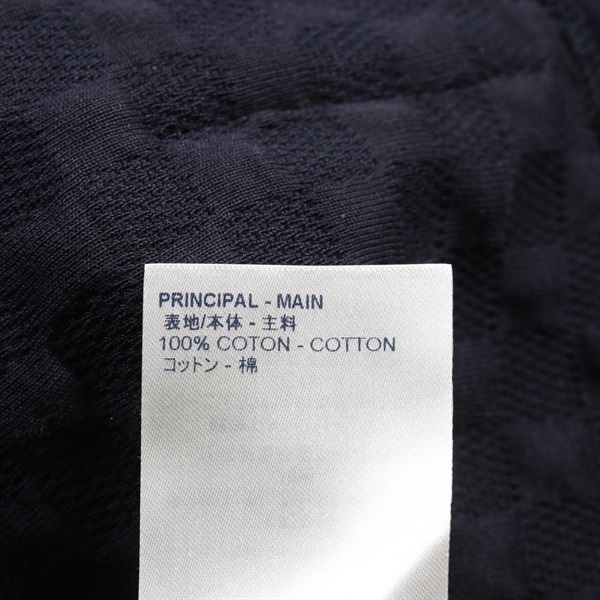 PRINCIPAL - MAIN
表地/本体 - 主料
100% COTON - COTTON
コットン - 棉